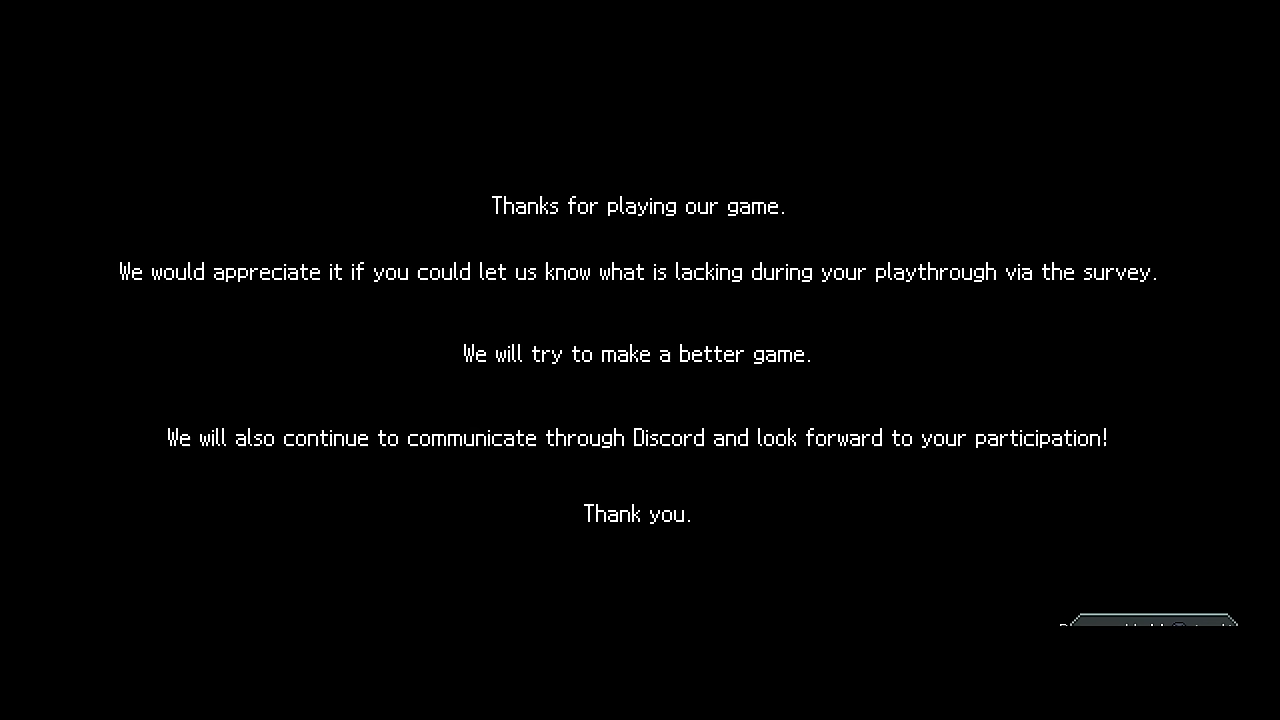 Thanks for playing our game.
We would appreciate it if you could let us know what is lacking during your playthrough via the survey.
We will try to make a better game.
We will also continue to communicate through Discord and look forward to your participation!
Thank you.